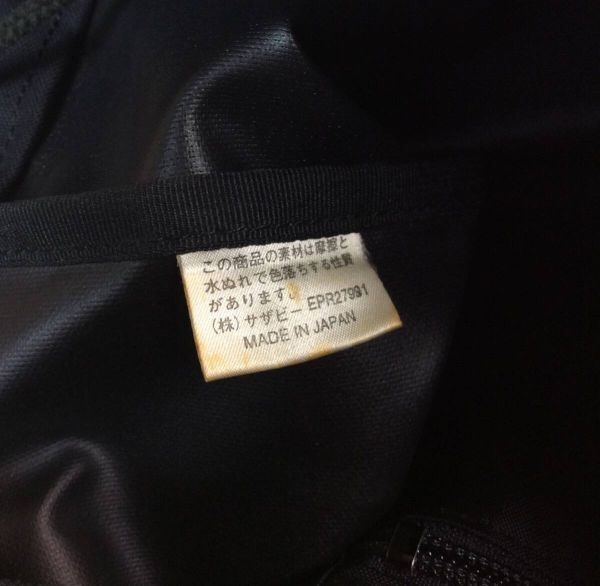 この商品の素材は摩擦と
水ぬれで色落ちする性質
があります。
(株)サザビー EPR27991
MADE IN JAPAN